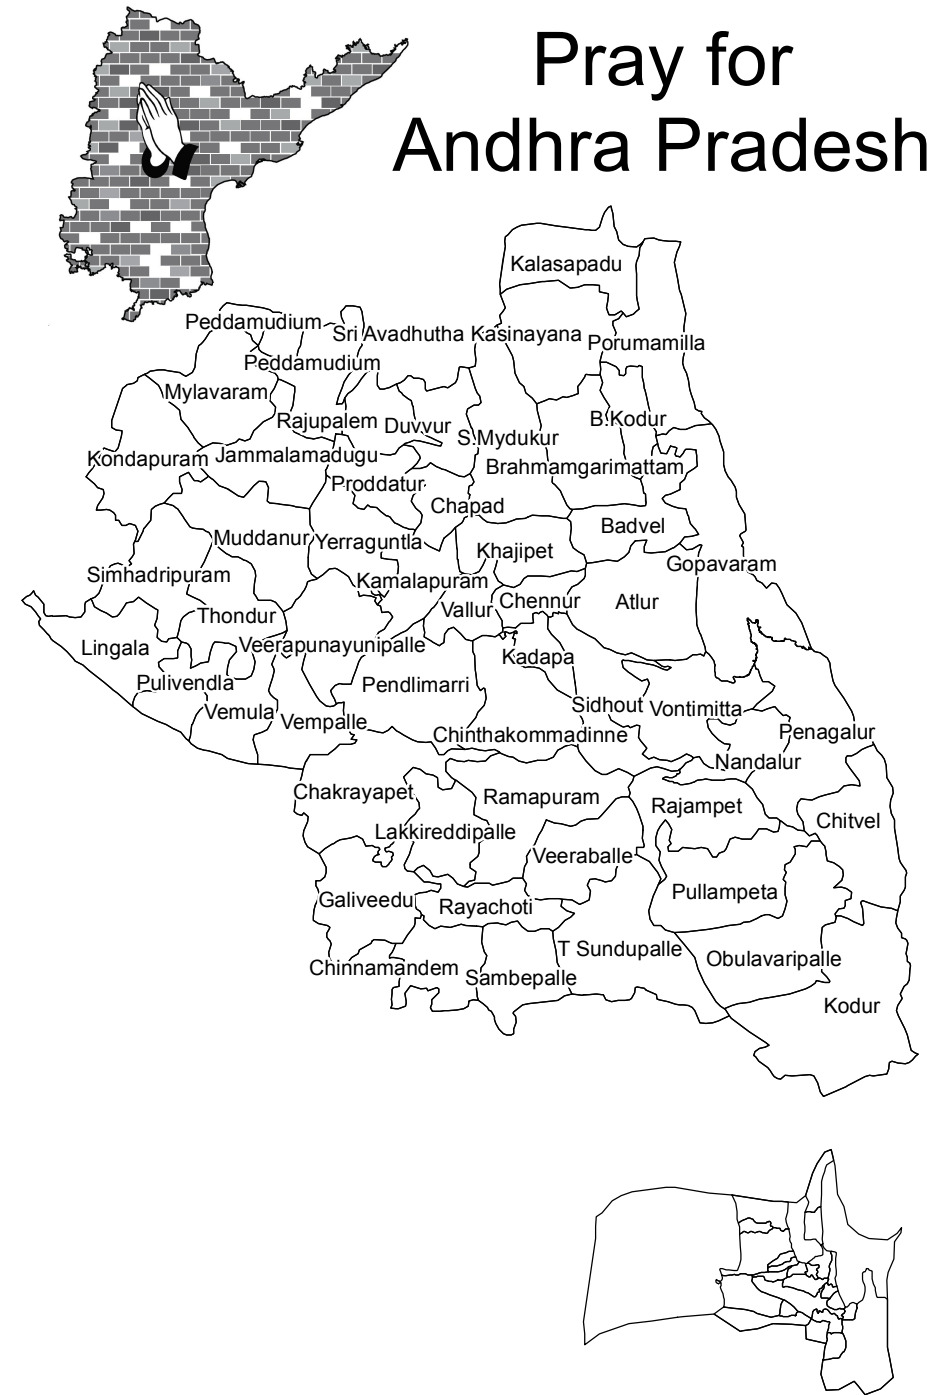 Pray for
Andhra Pradesh
Kalasapadu
Peddamudium
Sri Avadhutha Kasinayana
Porumamilla
Peddamudium
Mylavaram
Rajupalem
Duvvur
B.Kodur
S.Mydukur
Kondapuram
Jammalamadugu
Brahmamgarimattam
Proddatur
Chapad
Badvel
Muddanur
Yerraguntla
Khajipet
Gopavaram
Simhadripuram
Kamalapuram
Vallur
Chennur
Atlur
Thondur
Lingala
Veerapunayunipalle
Kadapa
Pulivendla
Pendlimarri
Vemula
Vempalle
Sidhout
Vontimitta
Chinthakommadinne
Penagalur
Nandalur
Chakrayapet
Ramapuram
Rajampet
Chitvel
Lakkireddipalle
Veeraballe
Galiveedu
Rayachoti
Pullampeta
T Sundupalle
Obulavaripalle
Chinnamandem
Sambepalle
Kodur